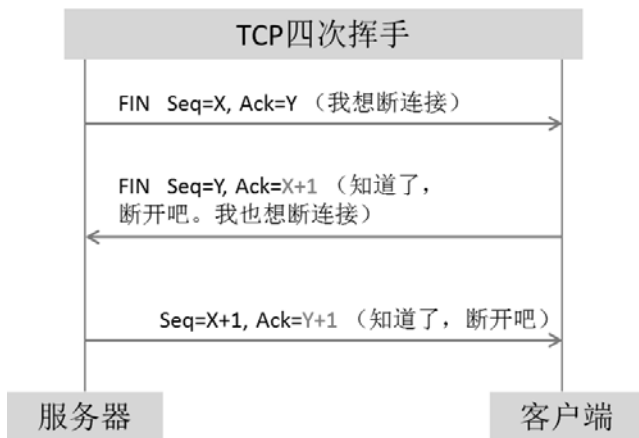 TCP四次挥手
FIN Seq=X, Ack=Y （我想断连接）
FIN Seq=Y, Ack=X+1 （知道了，
断开吧。我也想断连接）
Seq=X+1, Ack=Y+1 （知道了，断开吧）
服务器
客户端